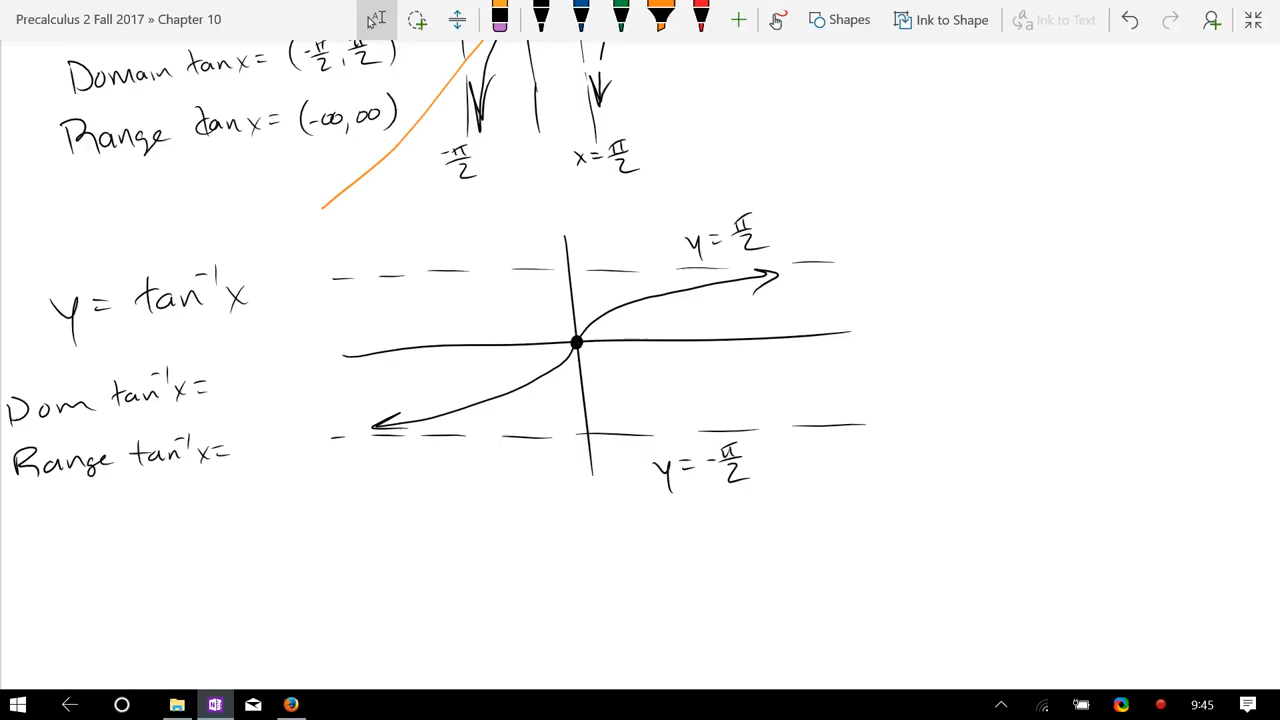 Precalculus 2 Fall 2017 » Chapter 10
Shapes
Ink to Shape
Ink to Text
Domain tan x = (-π/2, π/2)
Range tan x = (-∞, ∞)
-π/2
x = π/2
y = π/2
y = tan⁻¹ x
Dom tan⁻¹ x =
Range tan⁻¹ x =
y = -π/2
9:45